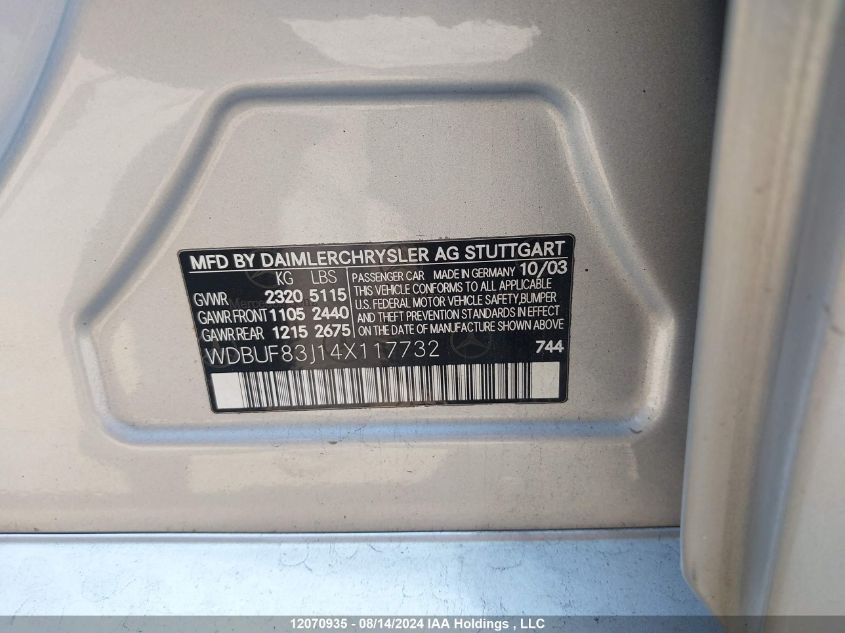 MFD BY DAIMLERCHRYSLER AG STUTTGART
KG LBS
GVWR 2320 5115
GAWR FRONT 1105 2440
GAWR REAR 1215 2675
PASSENGER CAR MADE IN GERMANY 10/03
THIS VEHICLE CONFORMS TO ALL APPLICABLE
U.S. FEDERAL MOTOR VEHICLE SAFETY, BUMPER
AND THEFT PREVENTION STANDARDS IN EFFECT
ON THE DATE OF MANUFACTURE SHOWN ABOVE
WDBUF83J14X117732 744
12070935 - 08/14/2024 IAA Holdings , LLC